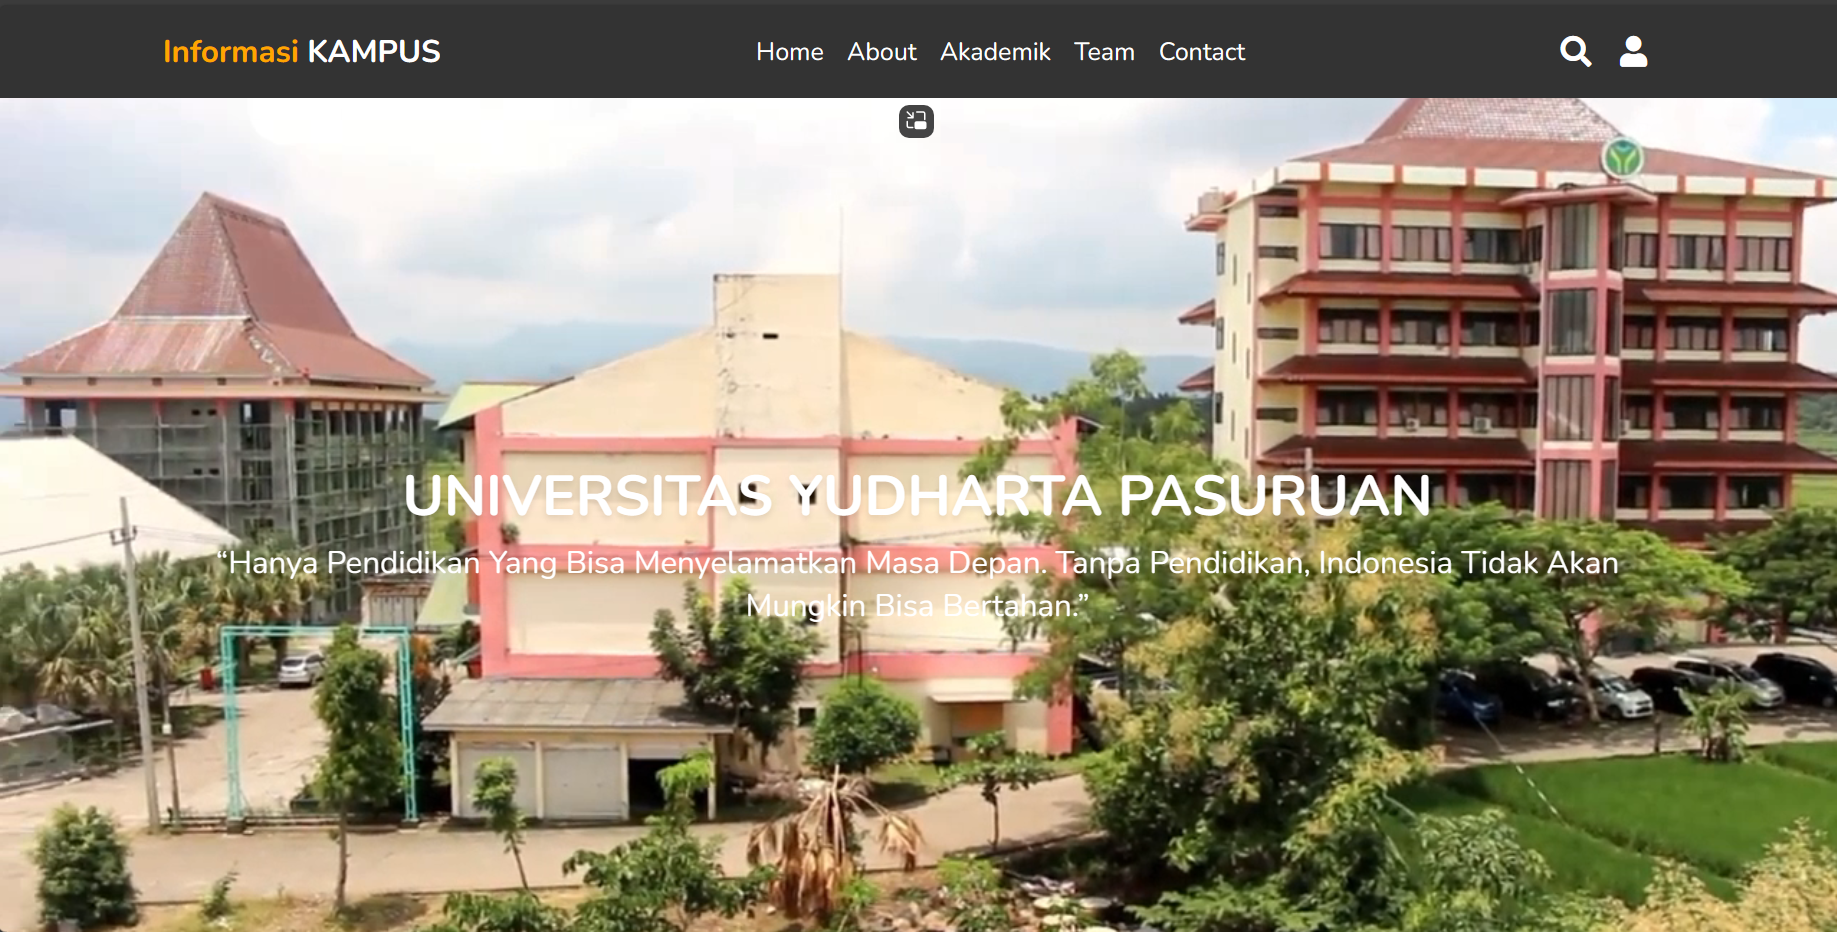 Informasi KAMPUS
Home About Akademik Team Contact
UNIVERSITAS YUDHARTA PASURUAN
“Hanya Pendidikan Yang Bisa Menyelamatkan Masa Depan. Tanpa Pendidikan, Indonesia Tidak Akan
Mungkin Bisa Bertahan.”